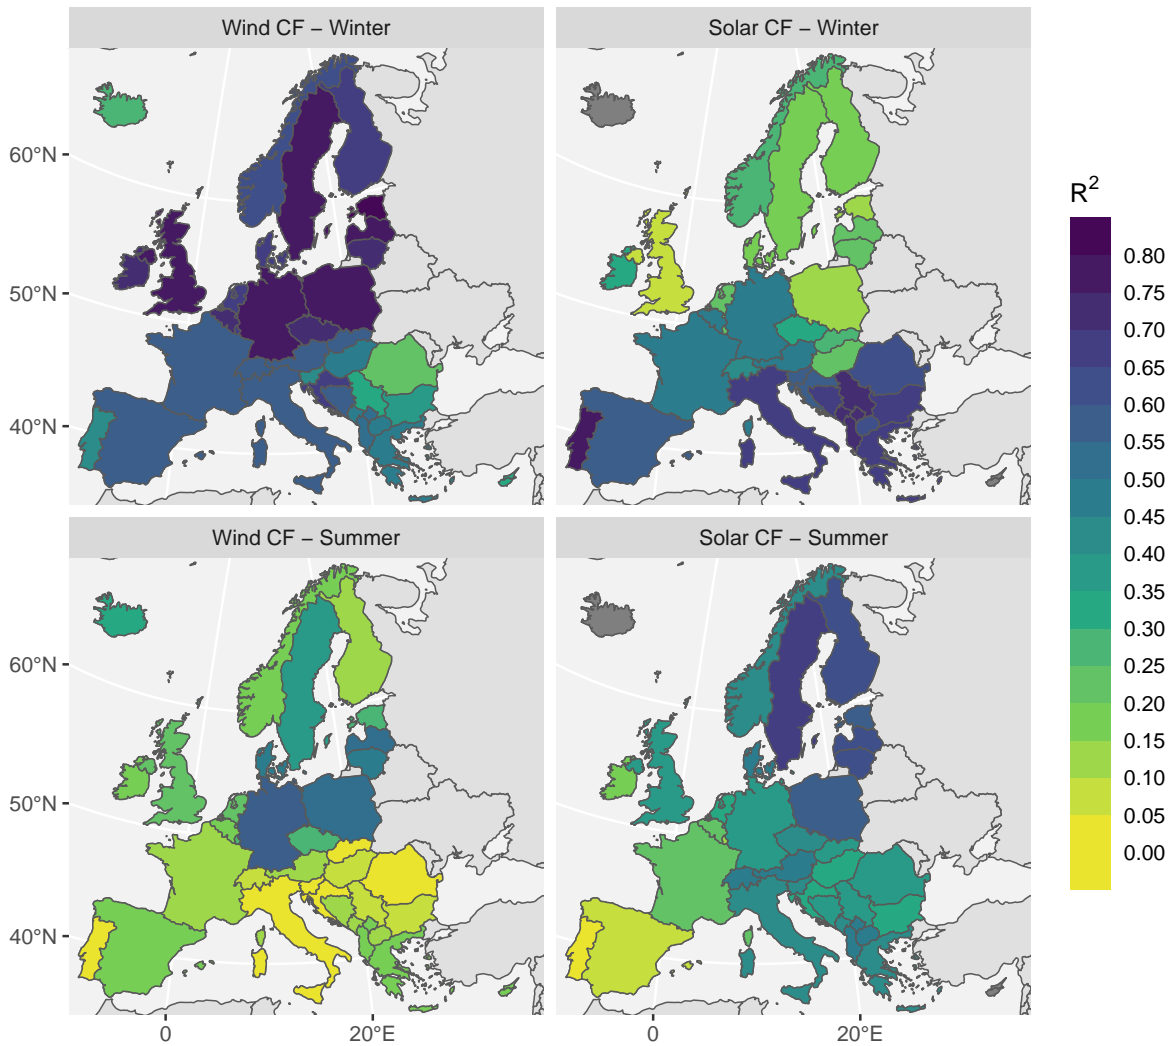 Wind CF − Winter
Solar CF − Winter
60°N
50°N
40°N
Wind CF − Summer
Solar CF − Summer
60°N
50°N
40°N
0
20°E
0
20°E
R²
0.80
0.75
0.70
0.65
0.60
0.55
0.50
0.45
0.40
0.35
0.30
0.25
0.20
0.15
0.10
0.05
0.00